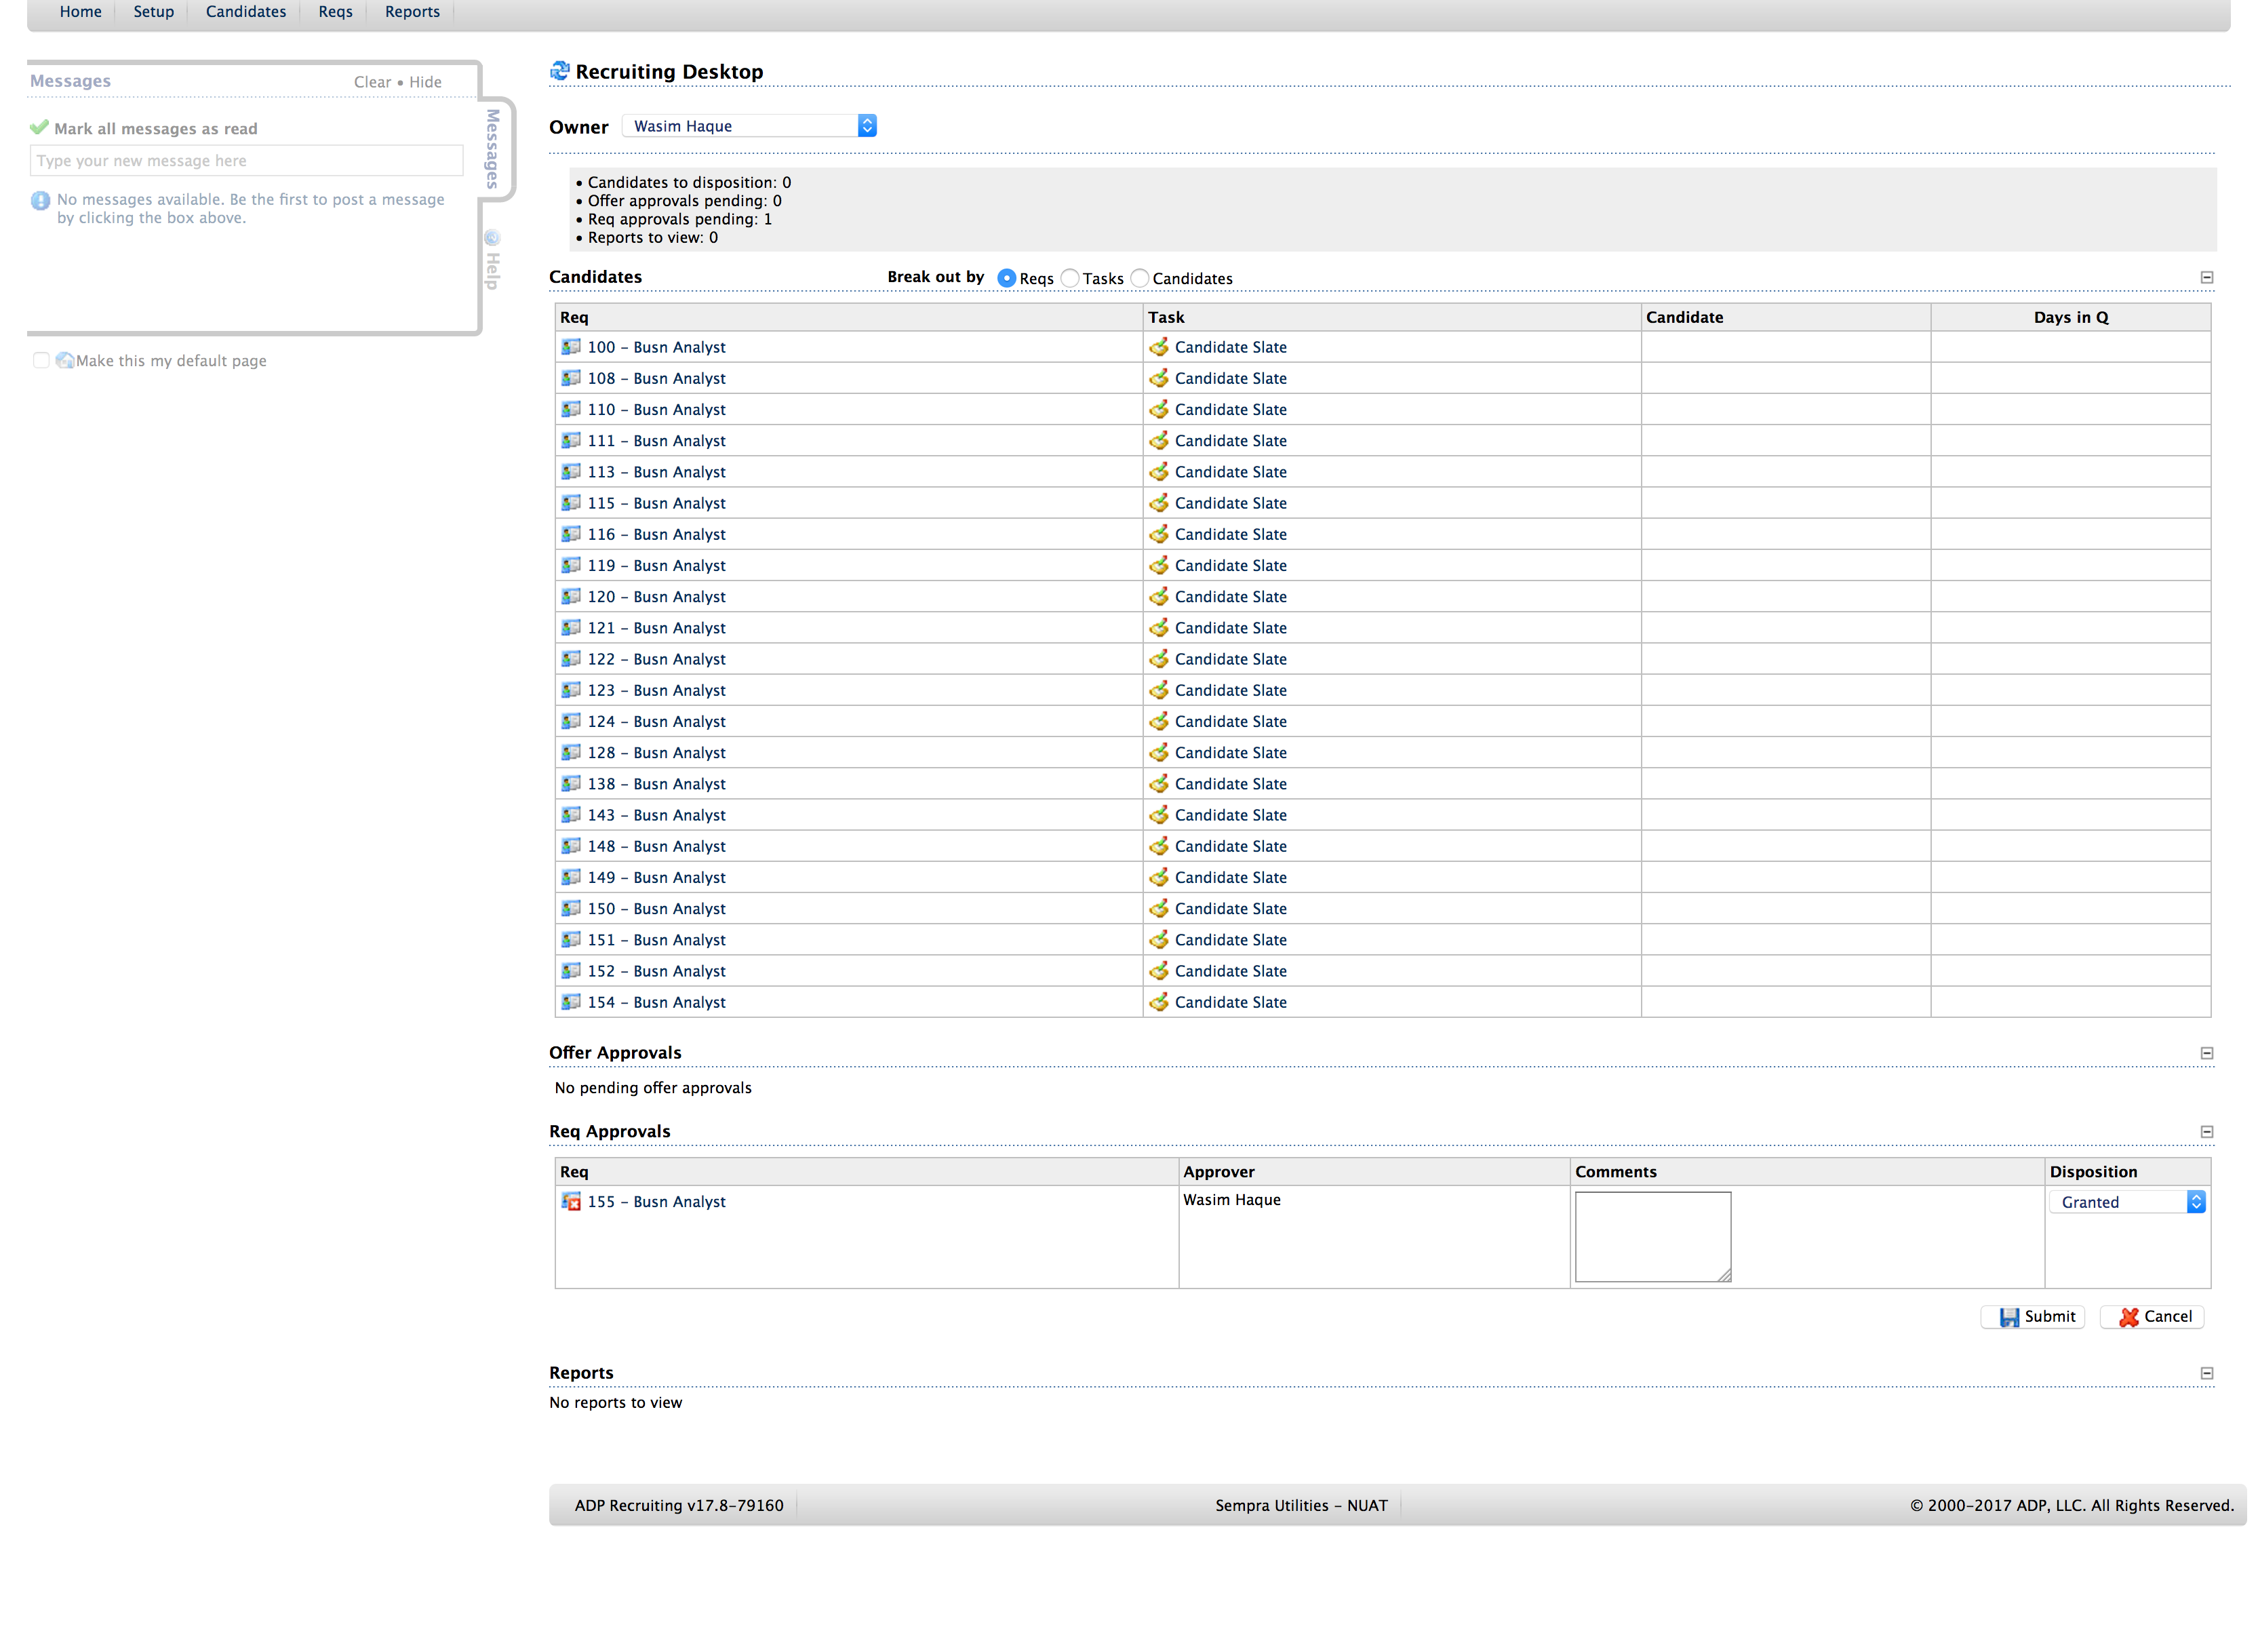 Home Setup Candidates Reqs Reports
Messages Clear • Hide
Mark all messages as read
Type your new message here
No messages available. Be the first to post a message
by clicking the box above.
Messages
Help
Make this my default page
Recruiting Desktop
Owner Wasim Haque
• Candidates to disposition: 0
• Offer approvals pending: 0
• Req approvals pending: 1
• Reports to view: 0
Candidates Break out by Reqs Tasks Candidates
Req Task Candidate Days in Q
100 – Busn Analyst Candidate Slate
108 – Busn Analyst Candidate Slate
110 – Busn Analyst Candidate Slate
111 – Busn Analyst Candidate Slate
113 – Busn Analyst Candidate Slate
115 – Busn Analyst Candidate Slate
116 – Busn Analyst Candidate Slate
119 – Busn Analyst Candidate Slate
120 – Busn Analyst Candidate Slate
121 – Busn Analyst Candidate Slate
122 – Busn Analyst Candidate Slate
123 – Busn Analyst Candidate Slate
124 – Busn Analyst Candidate Slate
128 – Busn Analyst Candidate Slate
138 – Busn Analyst Candidate Slate
143 – Busn Analyst Candidate Slate
148 – Busn Analyst Candidate Slate
149 – Busn Analyst Candidate Slate
150 – Busn Analyst Candidate Slate
151 – Busn Analyst Candidate Slate
152 – Busn Analyst Candidate Slate
154 – Busn Analyst Candidate Slate
Offer Approvals
No pending offer approvals
Req Approvals
Req Approver Comments Disposition
155 – Busn Analyst Wasim Haque Granted
Submit Cancel
Reports
No reports to view
ADP Recruiting v17.8–79160 Sempra Utilities – NUAT © 2000–2017 ADP, LLC. All Rights Reserved.